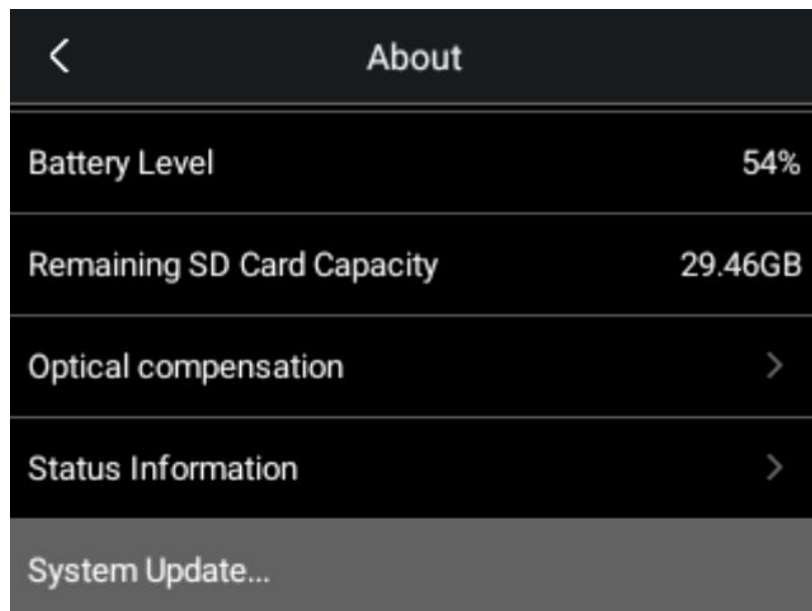 About
Battery Level 54%
Remaining SD Card Capacity 29.46GB
Optical compensation
Status Information
System Update...